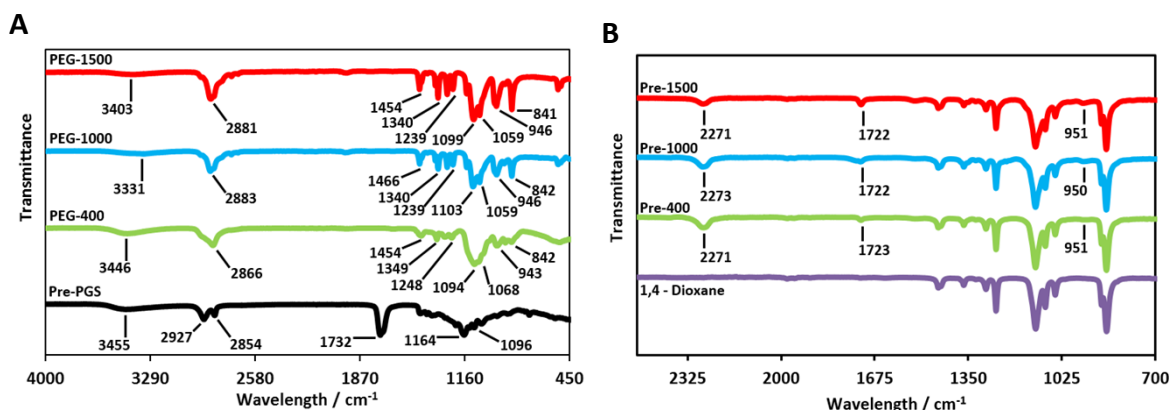 A
PEG-1500
3403
2881
1454
1340
1239
1099
1059
946
841
PEG-1000
3331
2883
1466
1340
1239
1103
1059
946
842
PEG-400
3446
2866
1454
1349
1248
1094
1068
943
842
Pre-PGS
3455
2927
2854
1732
1164
1096
Transmittance
4000 3290 2580 1870 1160 450
Wavelength / cm-1
B
Pre-1500
2271
1722
951
Pre-1000
2273
1722
950
Pre-400
2271
1723
951
1,4 - Dioxane
Transmittance
2325 2000 1675 1350 1025 700
Wavelength / cm-1